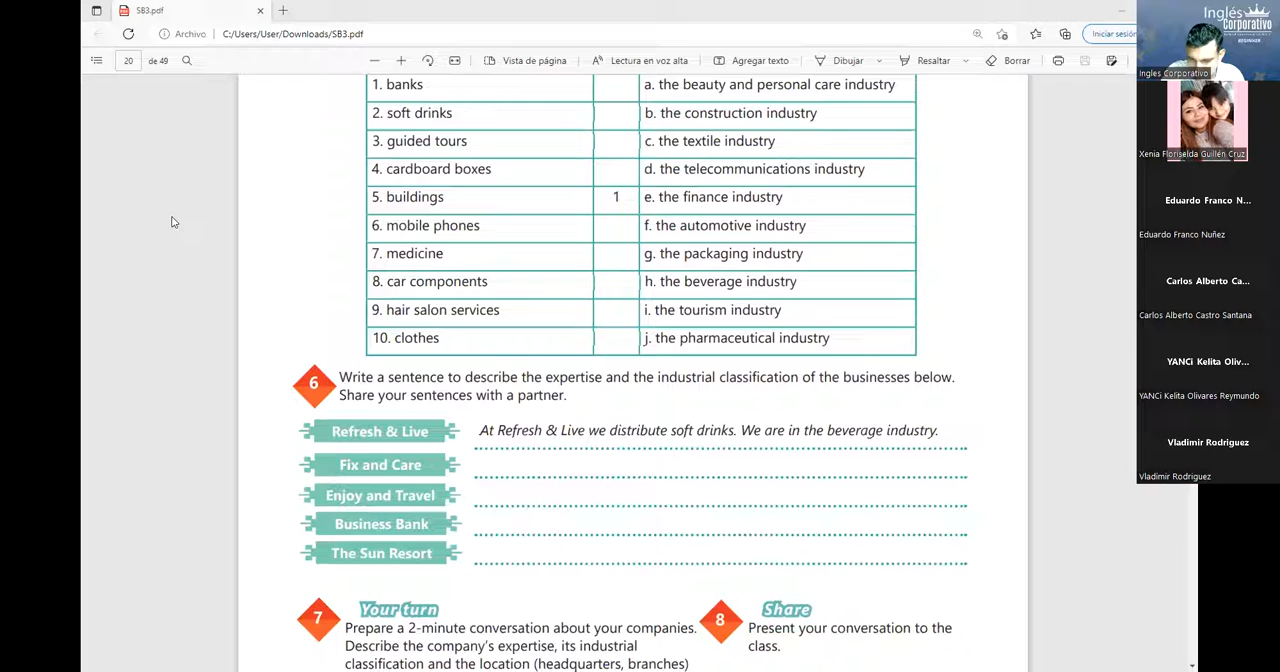 SB3.pdf
Archivo C:/Users/User/Downloads/SB3.pdf Iniciar sesión
20 de 49 Vista de página Lectura en voz alta Agregar texto Dibujar Resaltar Borrar
1. banks a. the beauty and personal care industry
2. soft drinks b. the construction industry
3. guided tours c. the textile industry
4. cardboard boxes d. the telecommunications industry
5. buildings 1 e. the finance industry
6. mobile phones f. the automotive industry
7. medicine g. the packaging industry
8. car components h. the beverage industry
9. hair salon services i. the tourism industry
10. clothes j. the pharmaceutical industry
6 Write a sentence to describe the expertise and the industrial classification of the businesses below.
Share your sentences with a partner.
Refresh & Live At Refresh & Live we distribute soft drinks. We are in the beverage industry.
Fix and Care
Enjoy and Travel
Business Bank
The Sun Resort
7 Your turn
Prepare a 2-minute conversation about your companies.
Describe the company's expertise, its industrial
classification and the location (headquarters, branches)
8 Share
Present your conversation to the
class.
Inglés
Corporativo
BEGINNER
Ingles Corporativo
Xenia Floriselda Guillén Cruz
Eduardo Franco N...
Eduardo Franco Nuñez
Carlos Alberto Ca...
Carlos Alberto Castro Santana
YANCi Kelita Oliv...
YANCi Kelita Olivares Reymundo
Vladimir Rodriguez
Vladimir Rodriguez